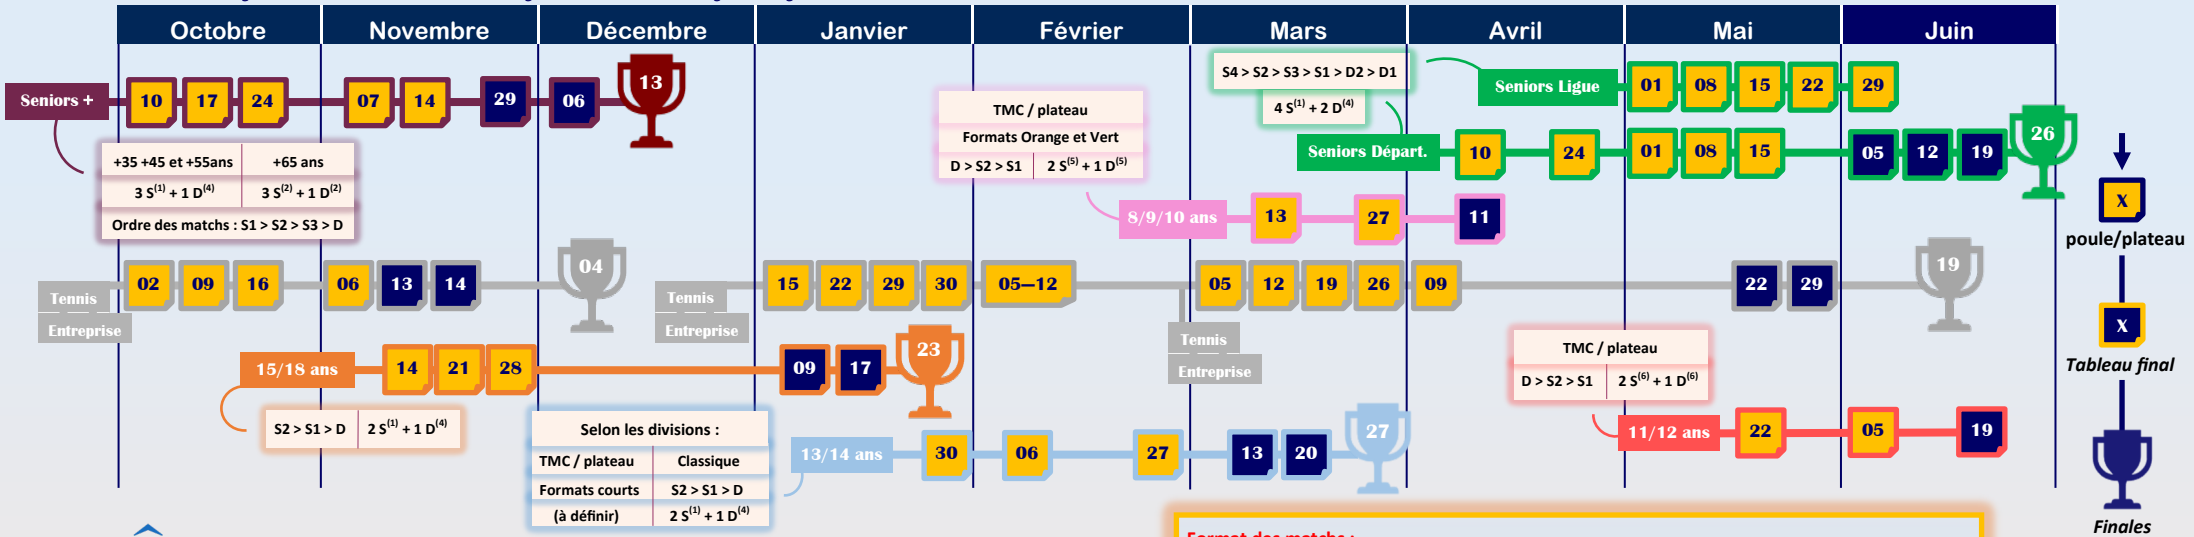 Octobre Novembre Décembre Janvier Février Mars Avril Mai Juin
Seniors + 10 17 24 07 14 29 06 13
+35 +45 et +55ans +65 ans
3 S(1) + 1 D(4) 3 S(2) + 1 D(2)
Ordre des matchs : S1 > S2 > S3 > D
S4 > S2 > S3 > S1 > D2 > D1
4 S(1) + 2 D(4)
Seniors Ligue 01 08 15 22 29
Seniors Départ. 10 24 01 08 15 05 12 19 26
TMC / plateau
Formats Orange et Vert
D > S2 > S1 2 S(5) + 1 D(5)
8/9/10 ans 13 27 11
Tennis
Entreprise
02 09 16 06 13 14 04
Tennis
Entreprise
15 22 29 30 05—12 05 12 19 26 09 22 29 19
Tennis
Entreprise
15/18 ans 14 21 28 09 17 23
S2 > S1 > D 2 S(1) + 1 D(4)
Selon les divisions :
TMC / plateau Classique
Formats courts S2 > S1 > D
(à définir) 2 S(1) + 1 D(4)
13/14 ans 30 06 27 13 20 27
TMC / plateau
D > S2 > S1 2 S(6) + 1 D(6)
11/12 ans 22 05 19
X
poule/plateau
X
Tableau final
Finales
Format des matchs :